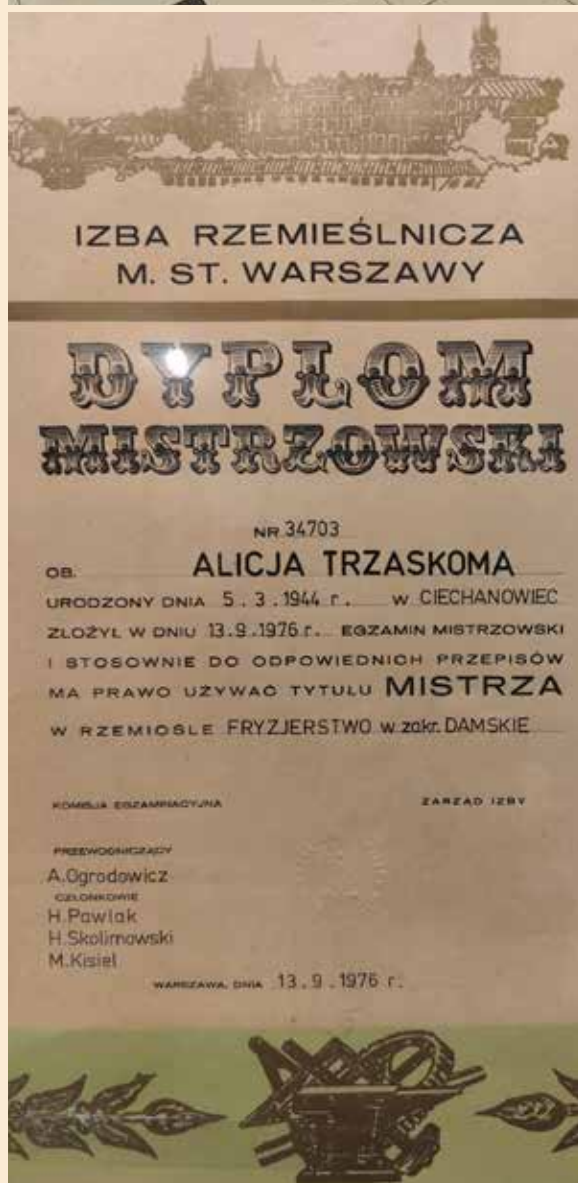 IZBA RZEMIEŚLNICZA
M. ST. WARSZAWY
DYPLOM
MISTRZOWSKI
NR 34703
OB. ALICJA TRZASKOMA
URODZONY DNIA 5.3.1944 r. W CIECHANOWIEC
ZŁOŻYŁ W DNIU 13.9.1976 r. EGZAMIN MISTRZOWSKI
I STOSOWNIE DO ODPOWIEDNICH PRZEPISÓW
MA PRAWO UŻYWAĆ TYTUŁU MISTRZA
W RZEMIOŚLE FRYZJERSTWO w zakr. DAMSKIE
KOMISJA EGZAMINACYJNA ZARZĄD IZBY
PRZEWODNICZĄCY
A.Ogrodowicz
CZŁONKOWIE
H.Pawlak
H.Skolimowski
M.Kisiel
WARSZAWA, DNIA 13.9.1976 r.